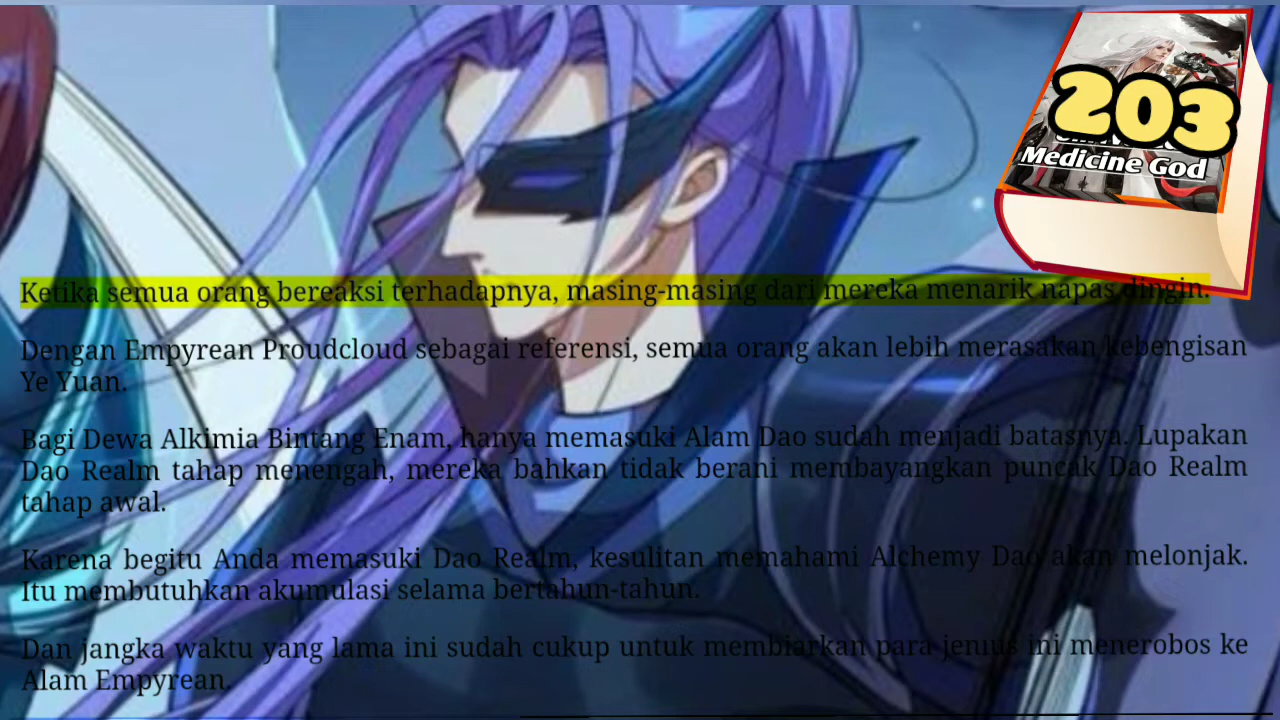 203
Medicine God
Ketika semua orang bereaksi terhadapnya, masing-masing dari mereka menarik napas dingin.
Dengan Empyrean Proudcloud sebagai referensi, semua orang akan lebih merasakan kebengisan
Ye Yuan.
Bagi Dewa Alkimia Bintang Enam, hanya memasuki Alam Dao sudah menjadi batasnya. Lupakan
Dao Realm tahap menengah, mereka bahkan tidak berani membayangkan puncak Dao Realm
tahap awal.
Karena begitu Anda memasuki Dao Realm, kesulitan memahami Alchemy Dao akan melonjak.
Itu membutuhkan akumulasi selama bertahun-tahun.
Dan jangka waktu yang lama ini sudah cukup untuk membiarkan para jenius ini menerobos ke
Alam Empyrean.